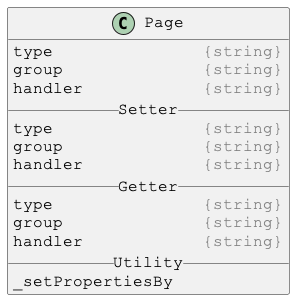 C Page
type {string}
group {string}
handler {string}
Setter
type {string}
group {string}
handler {string}
Getter
type {string}
group {string}
handler {string}
Utility
_setPropertiesBy